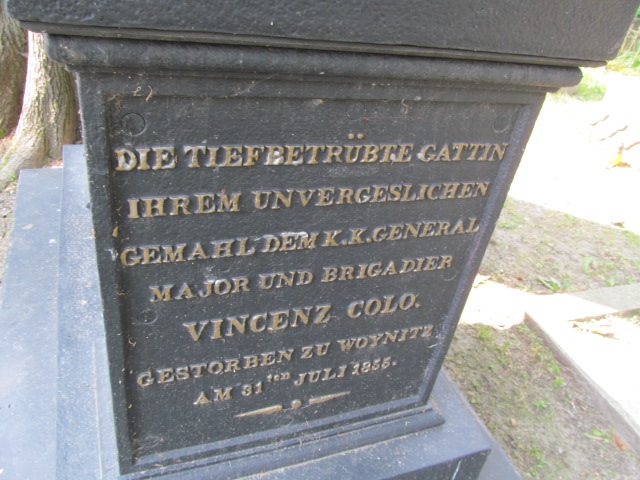 DIE TIEFBETRÜBTE GATTIN
IHREM UNVERGESLICHEN
GEMAHL DEM K.K.GENERAL
MAJOR UND BRIGADIER
VINCENZ COLO.
GESTORBEN ZU WOYNITZ
AM 31TEN JULI 1855.